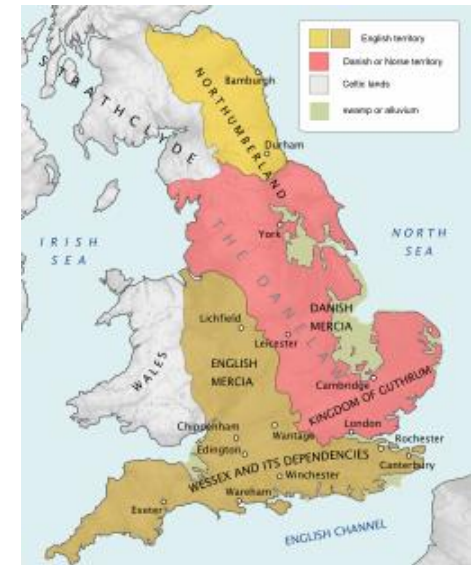 English territory
Danish or Norse territory
Celtic lands
swamp or alluvium
STRATHCLYDE
NORTHUMBERLAND
Bamburgh
Durham
IRISH
SEA
NORTH
SEA
York
THE DANELAW
DANISH
MERCIA
Lichfield
Leicester
ENGLISH
MERCIA
WALES
Cambridge
KINGDOM OF GUTHRUM
Chippenham
Wantage
London
Rochester
Edington
WESSEX AND ITS DEPENDENCIES
Canterbury
Winchester
Wareham
Exeter
ENGLISH CHANNEL